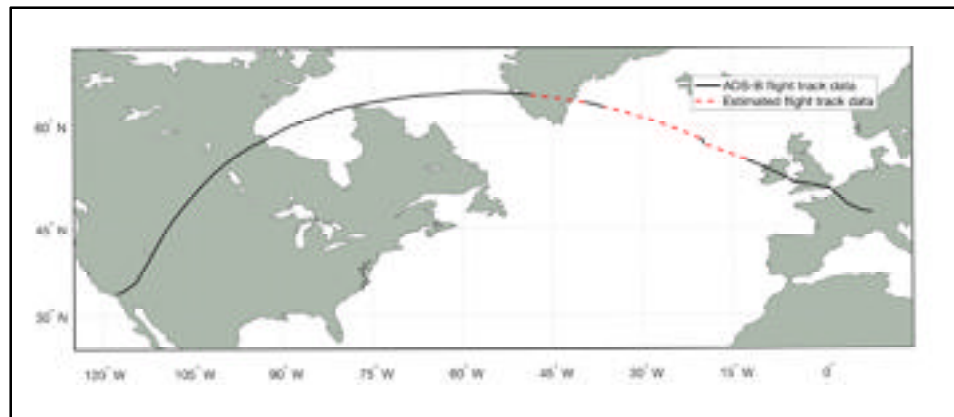 ADS-B flight track data
Estimated flight track data
60° N
45° N
30° N
120° W
105° W
90° W
75° W
60° W
45° W
30° W
15° W
0°